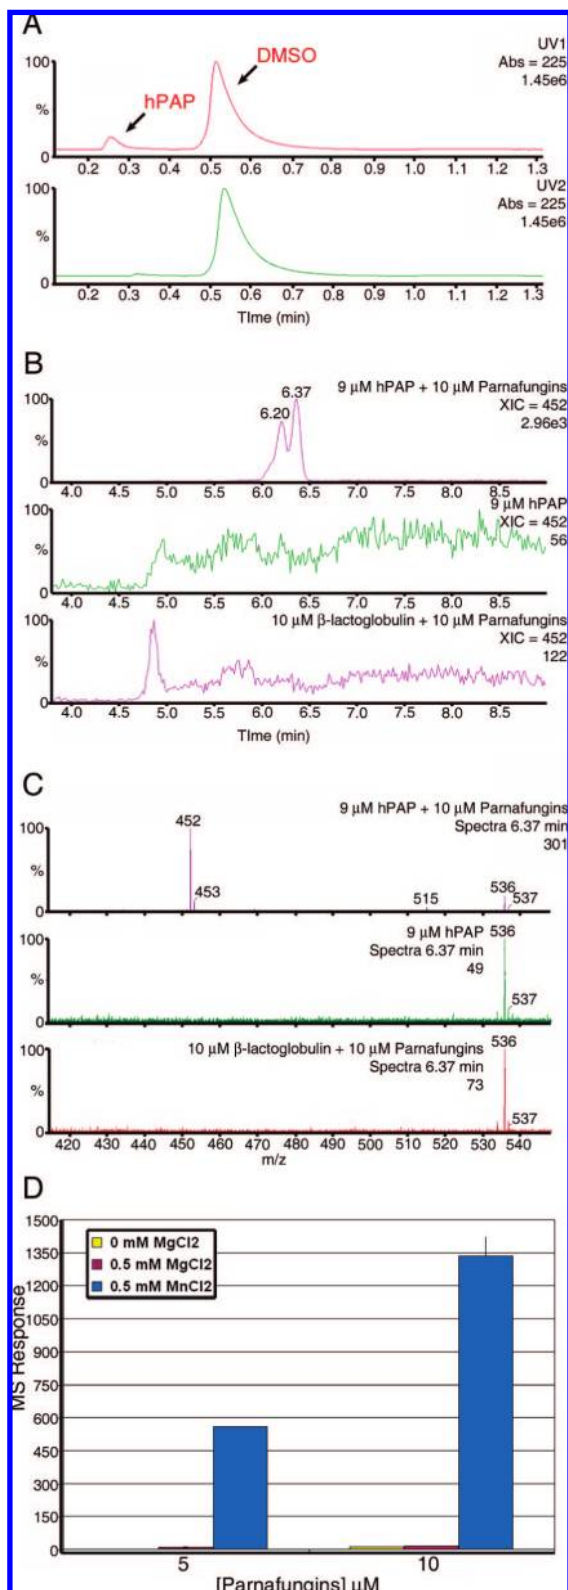 A
UV1
Abs = 225
1.45e6
100
%
0
hPAP
DMSO
0.2 0.3 0.4 0.5 0.6 0.7 0.8 0.9 1.0 1.1 1.2 1.3
UV2
Abs = 225
1.45e6
100
%
0
0.2 0.3 0.4 0.5 0.6 0.7 0.8 0.9 1.0 1.1 1.2 1.3
TIme (min)
B
9 μM hPAP + 10 μM Parnafungins
XIC = 452
2.96e3
100
%
0
6.20
6.37
4.0 4.5 5.0 5.5 6.0 6.5 7.0 7.5 8.0 8.5
9 μM hPAP
XIC = 452
56
100
%
0
4.0 4.5 5.0 5.5 6.0 6.5 7.0 7.5 8.0 8.5
10 μM β-lactoglobulin + 10 μM Parnafungins
XIC = 452
122
100
%
0
4.0 4.5 5.0 5.5 6.0 6.5 7.0 7.5 8.0 8.5
TIme (min)
C
9 μM hPAP + 10 μM Parnafungins
Spectra 6.37 min
301
100
%
0
452
453
515
536
537
9 μM hPAP
Spectra 6.37 min
49
100
%
0
536
537
10 μM β-lactoglobulin + 10 μM Parnafungins
Spectra 6.37 min
73
100
%
0
536
537
420 430 440 450 460 470 480 490 500 510 520 530 540
m/z
D
1500
1350
1200
1050
900
750
600
450
300
150
0
MS Response
0 mM MgCl2
0.5 mM MgCl2
0.5 mM MnCl2
5 10
[Parnafungins] μM